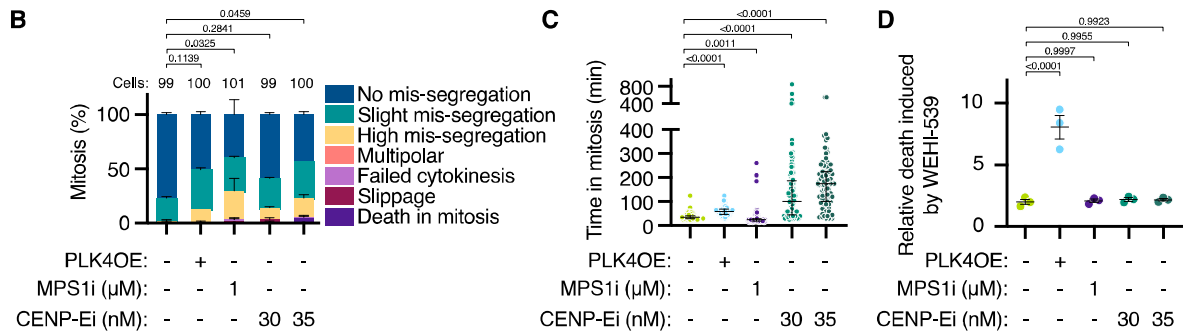 B
0.0459
0.2841
0.0325
0.1139
Cells: 99 100 101 99 100
Mitosis (%)
100
50
0
No mis-segregation
Slight mis-segregation
High mis-segregation
Multipolar
Failed cytokinesis
Slippage
Death in mitosis
PLK4OE: - + - - -
MPS1i (µM): - - 1 - -
CENP-Ei (nM): - - - 30 35
C
<0.0001
<0.0001
0.0011
<0.0001
Time in mitosis (min)
800
400
400
300
200
100
0
PLK4OE: - + - - -
MPS1i (µM): - - 1 - -
CENP-Ei (nM): - - - 30 35
D
0.9923
0.9955
0.9997
<0.0001
Relative death induced
by WEHI-539
10
5
0
PLK4OE: - + - - -
MPS1i (µM): - - 1 - -
CENP-Ei (nM): - - - 30 35